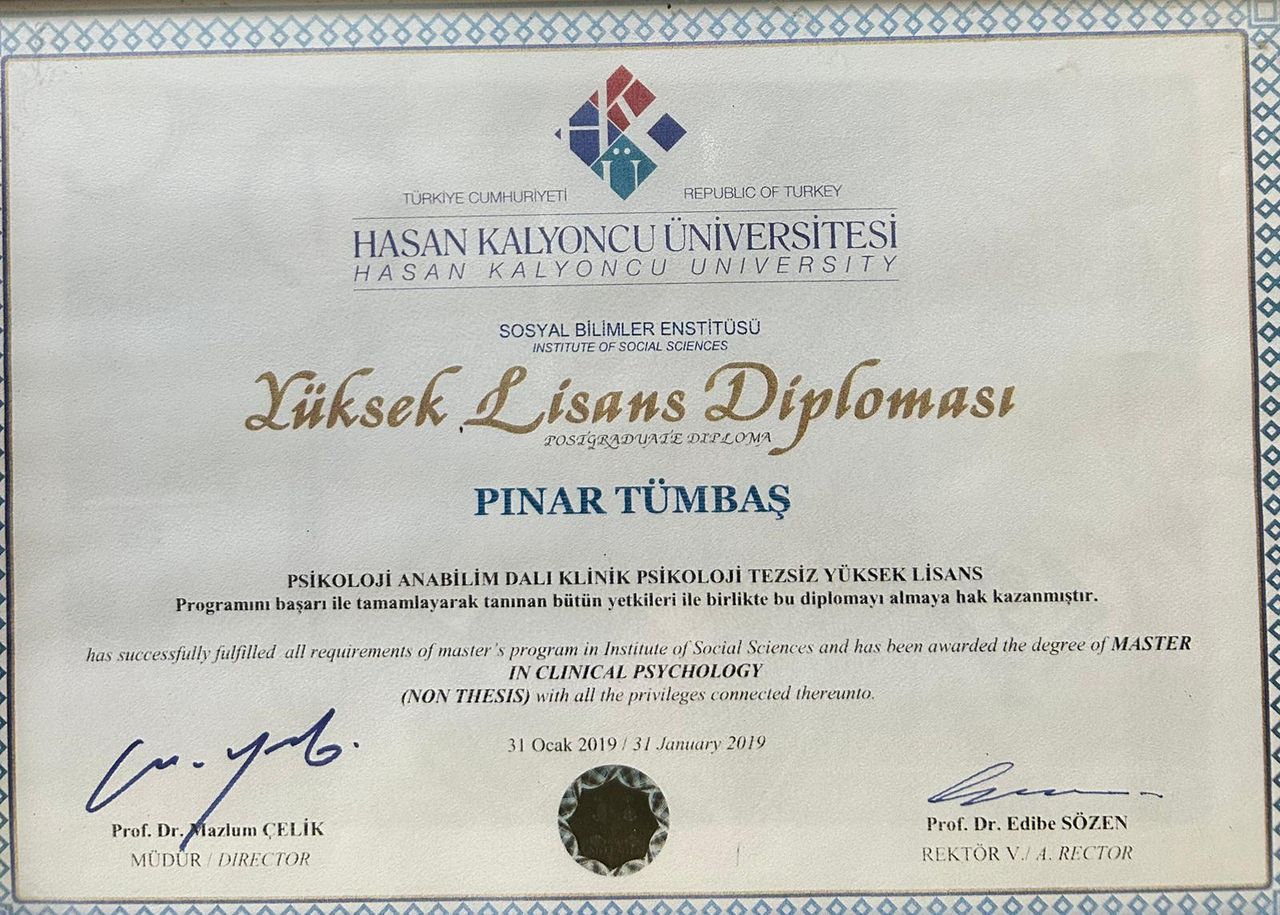 HKÜ
TÜRKİYE CUMHURİYETİ REPUBLIC OF TURKEY
HASAN KALYONCU ÜNİVERSİTESİ
HASAN KALYONCU UNIVERSITY
SOSYAL BİLİMLER ENSTİTÜSÜ
INSTITUTE OF SOCIAL SCIENCES
Yüksek Lisans Diploması
POSTGRADUATE DIPLOMA
PINAR TÜMBAŞ
PSİKOLOJİ ANABİLİM DALI KLİNİK PSİKOLOJİ TEZSİZ YÜKSEK LİSANS
Programını başarı ile tamamlayarak tanınan bütün yetkileri ile birlikte bu diplomayı almaya hak kazanmıştır.
has successfully fulfilled all requirements of master's program in Institute of Social Sciences and has been awarded the degree of MASTER
IN CLINICAL PSYCHOLOGY
(NON THESIS) with all the privileges connected thereunto.
31 Ocak 2019 / 31 January 2019
Prof. Dr. Mazlum ÇELİK
MÜDÜR / DIRECTOR
Prof. Dr. Edibe SÖZEN
REKTÖR V./ A. RECTOR